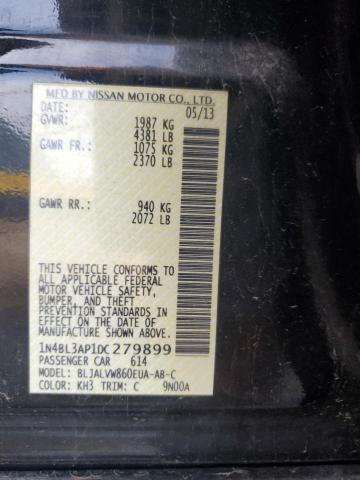 MFD BY NISSAN MOTOR CO., LTD.
DATE: 05/13
GVWR: 1987 KG
4381 LB
GAWR FR.: 1075 KG
2370 LB
GAWR RR.: 940 KG
2072 LB
THIS VEHICLE CONFORMS TO
ALL APPLICABLE FEDERAL
MOTOR VEHICLE SAFETY,
BUMPER, AND THEFT
PREVENTION STANDARDS IN
EFFECT ON THE DATE OF
MANUFACTURE SHOWN ABOVE.
1N4BL3AP1DC279899
PASSENGER CAR 614
MODEL: BLJALVW860EUA-AB-C
COLOR: KH3 TRIM: C 9N00A